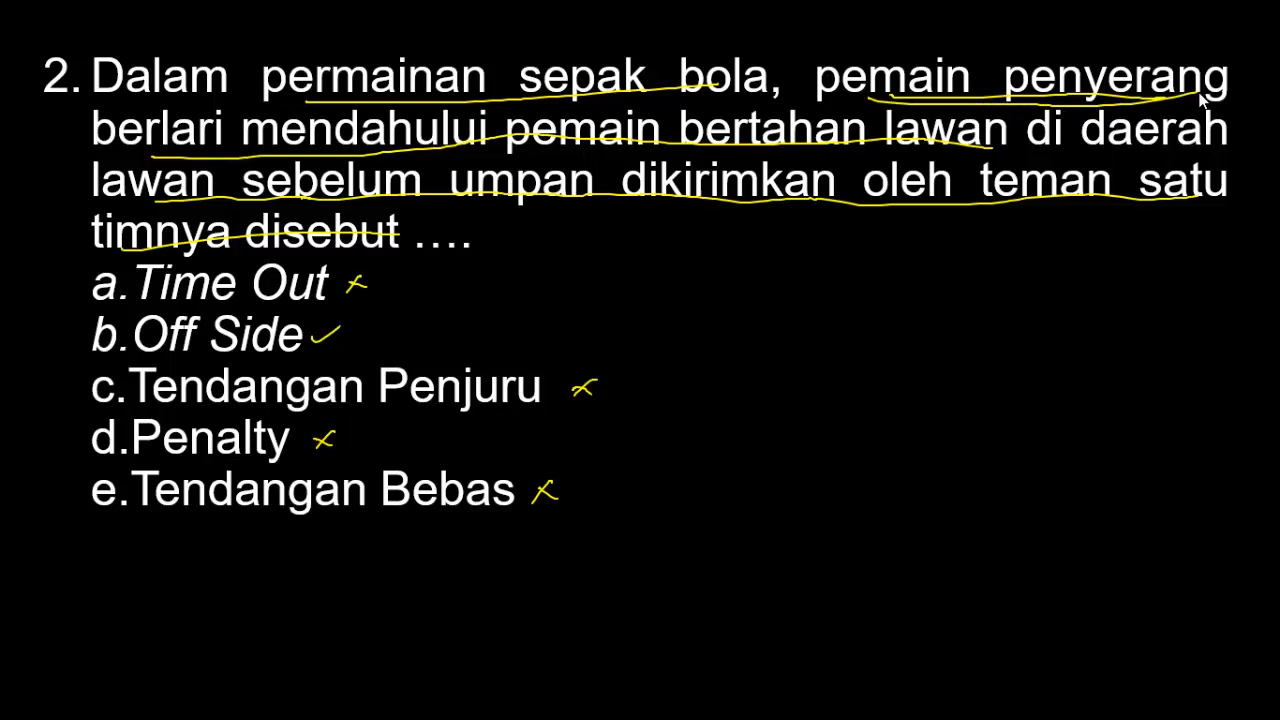 2. Dalam permainan sepak bola, pemain penyerang
berlari mendahului pemain bertahan lawan di daerah
lawan sebelum umpan dikirimkan oleh teman satu
timnya disebut ....
a.Time Out
b.Off Side
c.Tendangan Penjuru
d.Penalty
e.Tendangan Bebas